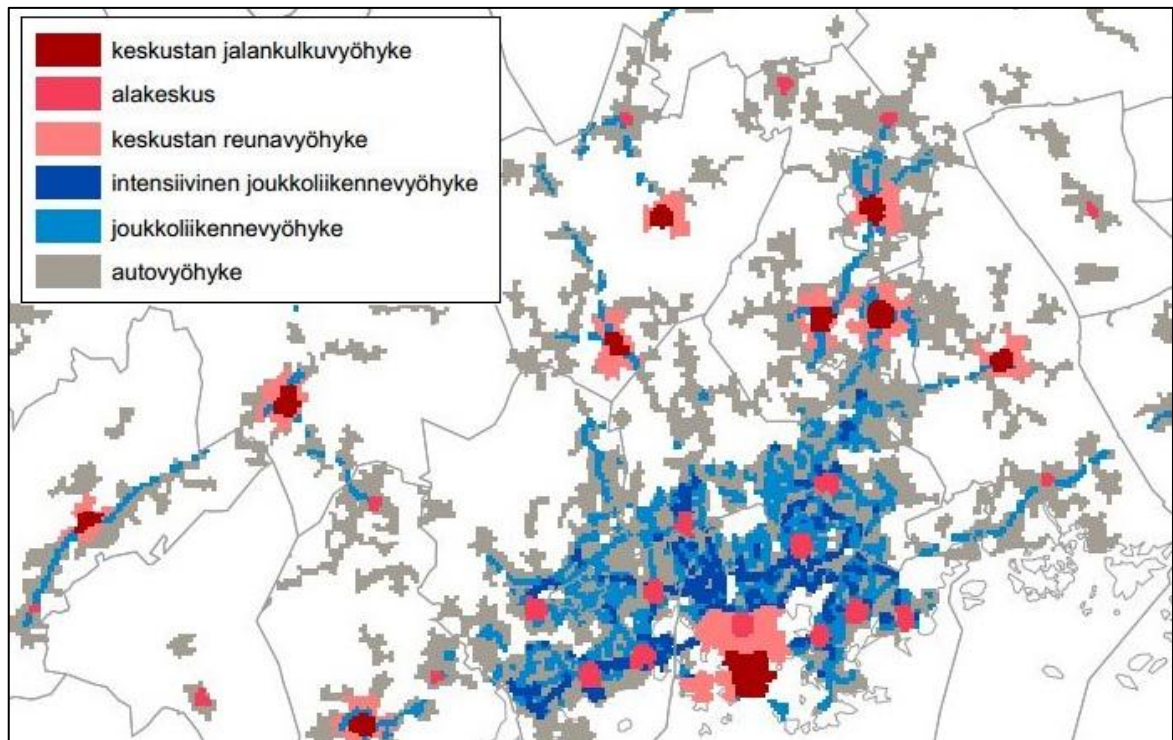 keskustan jalankulkuvyöhyke
alakeskus
keskustan reunavyöhyke
intensiivinen joukkoliikennevyöhyke
joukkoliikennevyöhyke
autovyöhyke